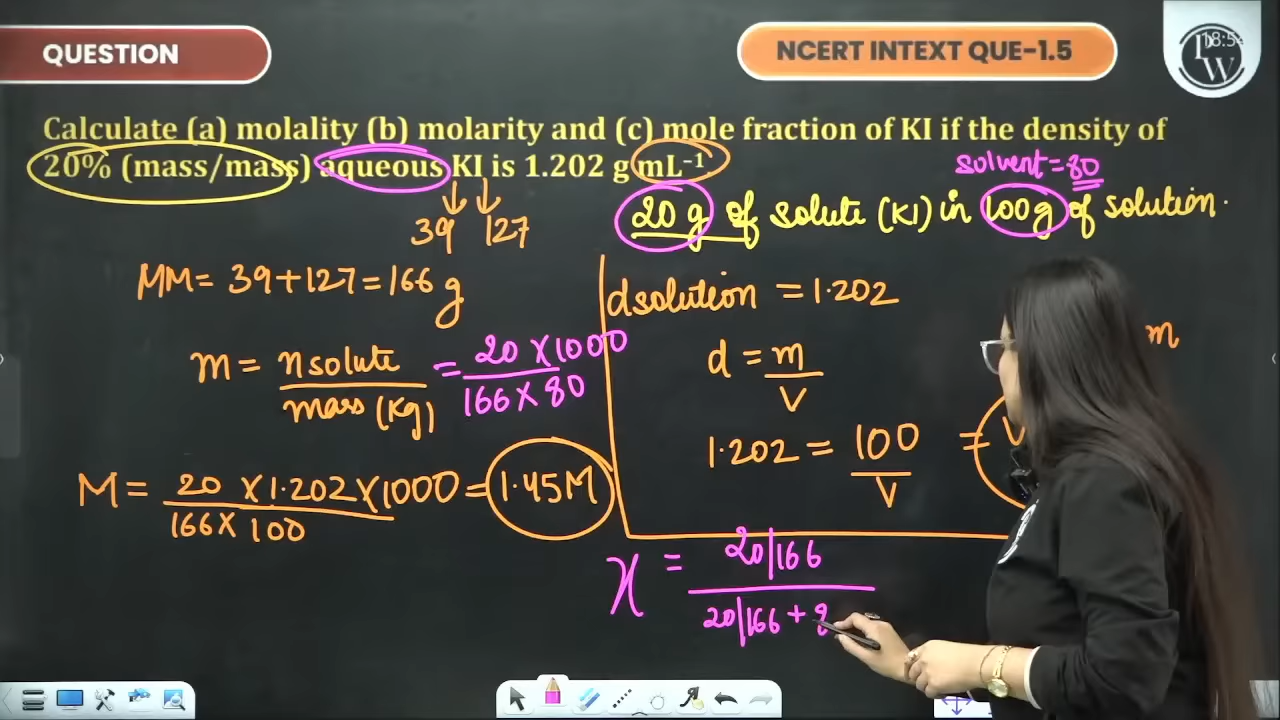 QUESTION
NCERT INTEXT QUE-1.5
Calculate (a) molality (b) molarity and (c) mole fraction of KI if the density of
20% (mass/mass) aqueous KI is 1.202 g mL⁻¹
solvent = 80
39 127
20 g of solute (KI) in 100g of solution.
MM = 39+127 = 166 g
dsolution = 1.202
m = nsolute / mass (Kg) = 20 × 1000 / 166 × 80
d = m / V
m
1.202 = 100 / V =
M = 20 × 1.202 × 1000 / 166 × 100 = 1.45M
χ = 20/166 / 20/166 + 8